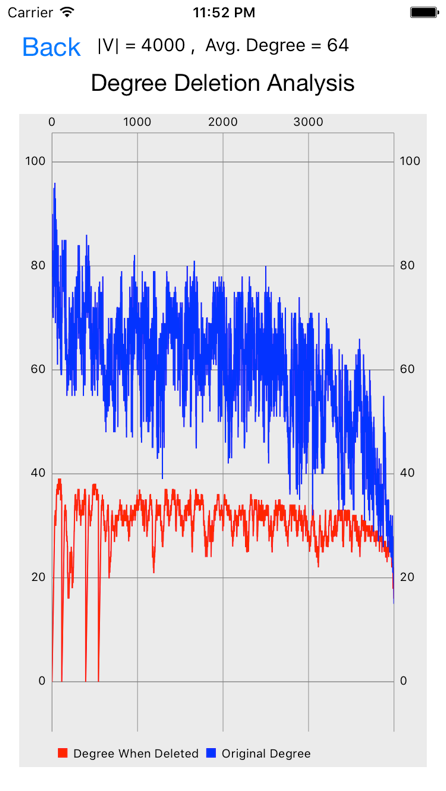 Carrier 11:52 PM
Back |V| = 4000 , Avg. Degree = 64
Degree Deletion Analysis
0 1000 2000 3000
100 100
80 80
60 60
40 40
20 20
0 0
Degree When Deleted Original Degree